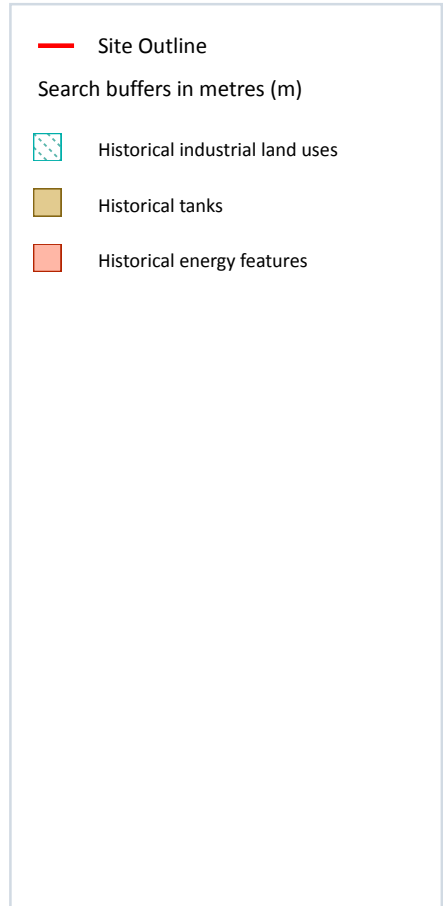 Site Outline
Search buffers in metres (m)
Historical industrial land uses
Historical tanks
Historical energy features